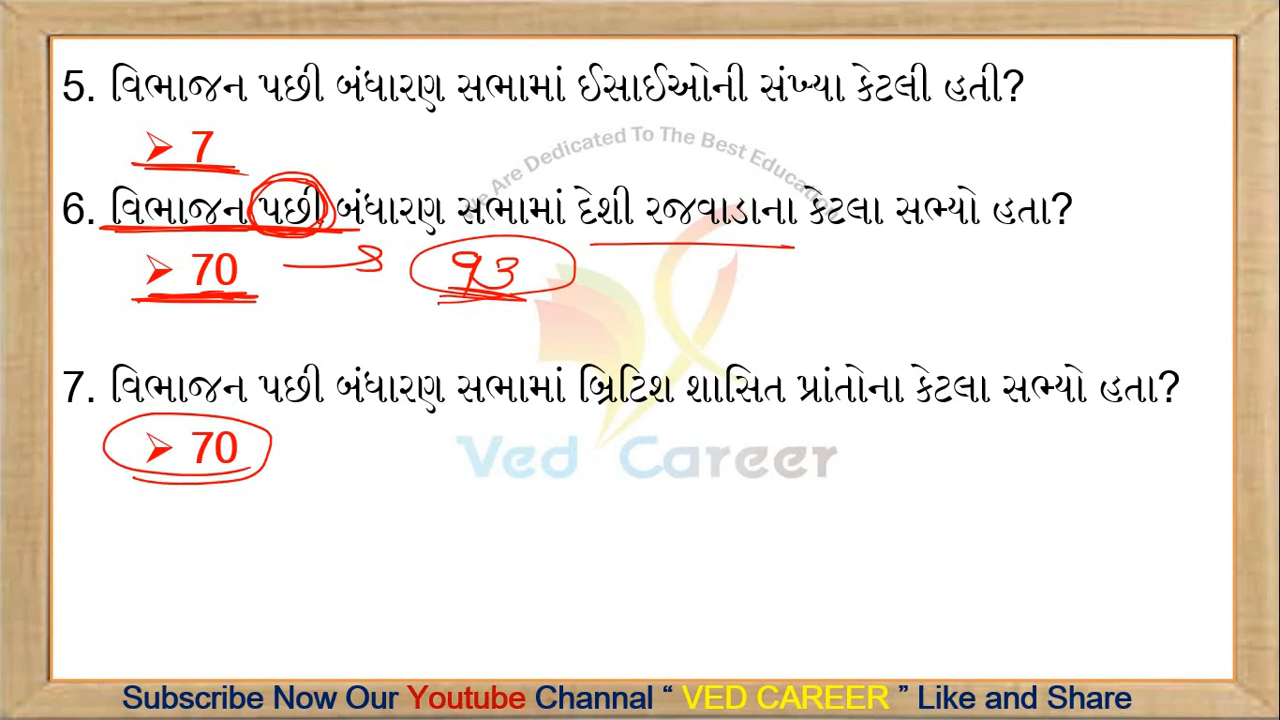 5. વિભાજન પછી બંધારણ સભામાં ઈસાઈઓની સંખ્યા કેટલી હતી?
➢ 7
We Are Dedicated To The Best Education
6. વિભાજન પછી બંધારણ સભામાં દેશી રજવાડાના કેટલા સભ્યો હતા?
➢ 70
93
7. વિભાજન પછી બંધારણ સભામાં બ્રિટિશ શાસિત પ્રાંતોના કેટલા સભ્યો હતા?
➢ 70
Ved Career
Subscribe Now Our Youtube Channal “ VED CAREER ” Like and Share